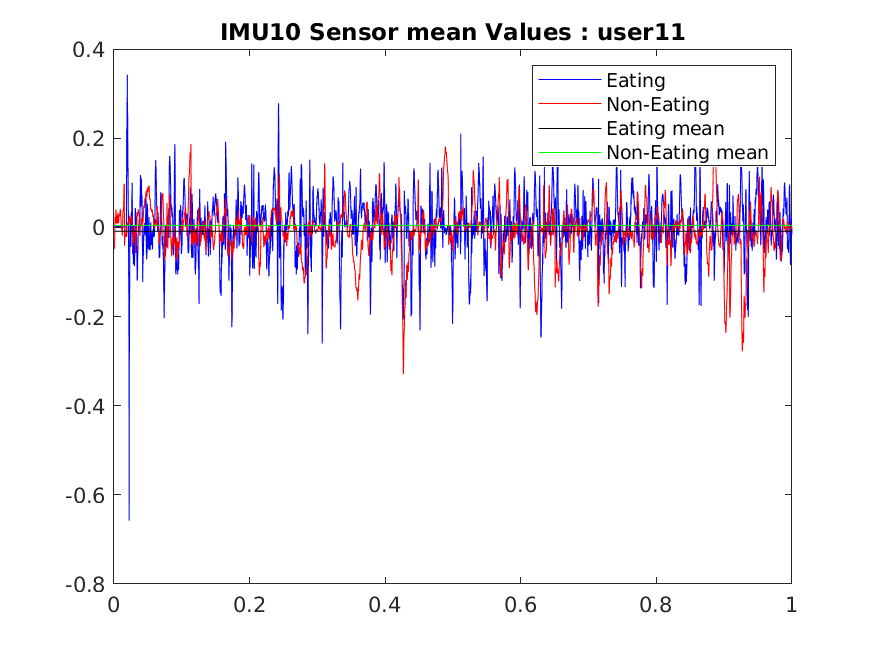 IMU10 Sensor mean Values : user11
0.4
0.2
0
-0.2
-0.4
-0.6
-0.8
Eating
Non-Eating
Eating mean
Non-Eating mean
0 0.2 0.4 0.6 0.8 1